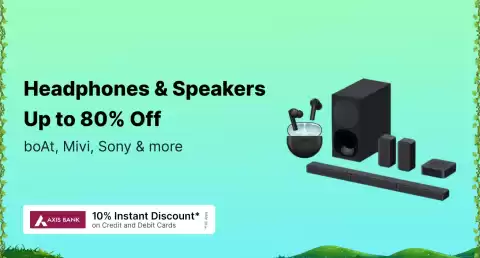 Headphones & Speakers
Up to 80% Off
boAt, Mivi, Sony & more
AXIS BANK
10% Instant Discount*
on Credit and Debit Cards